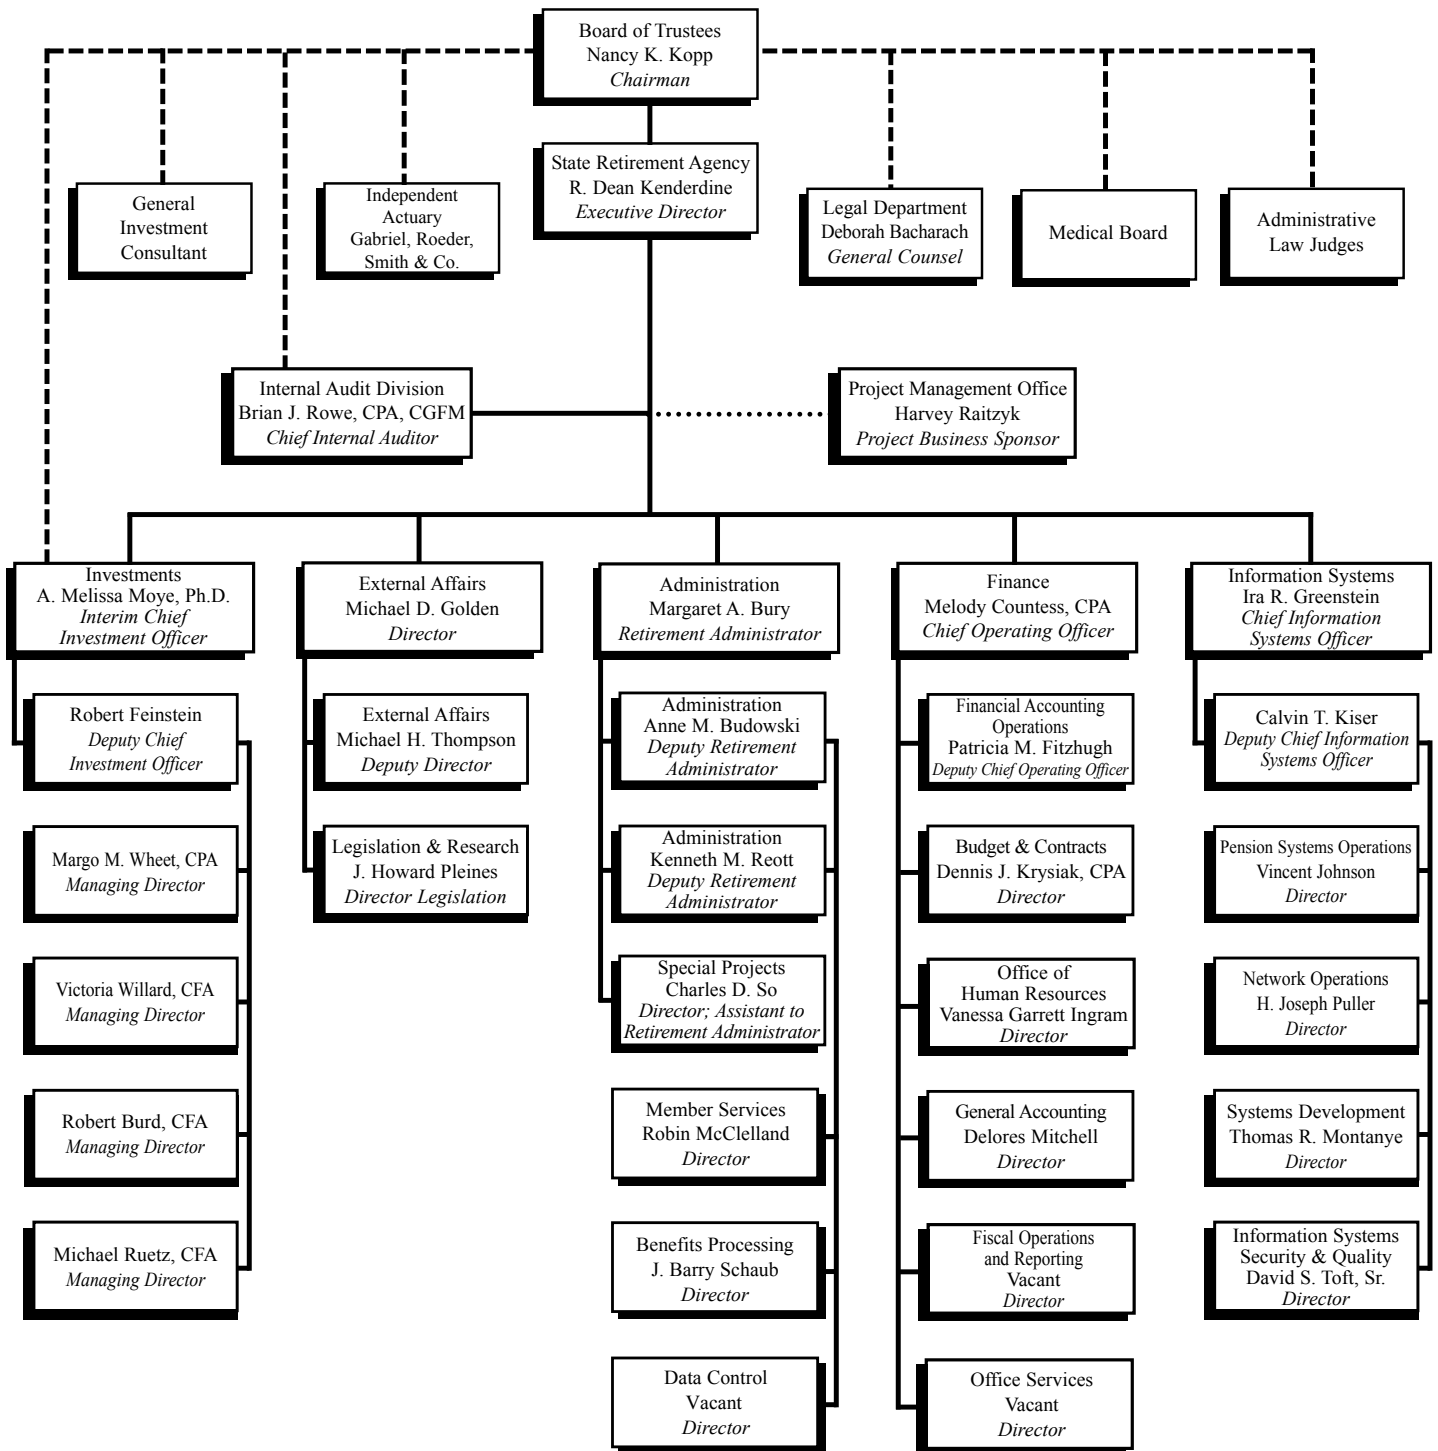 Board of Trustees
Nancy K. Kopp
Chairman
State Retirement Agency
R. Dean Kenderdine
Executive Director
General
Investment
Consultant
Independent
Actuary
Gabriel, Roeder,
Smith & Co.
Legal Department
Deborah Bacharach
General Counsel
Medical Board
Administrative
Law Judges
Internal Audit Division
Brian J. Rowe, CPA, CGFM
Chief Internal Auditor
Project Management Office
Harvey Raitzyk
Project Business Sponsor
Investments
A. Melissa Moye, Ph.D.
Interim Chief
Investment Officer
External Affairs
Michael D. Golden
Director
Administration
Margaret A. Bury
Retirement Administrator
Finance
Melody Countess, CPA
Chief Operating Officer
Information Systems
Ira R. Greenstein
Chief Information
Systems Officer
Robert Feinstein
Deputy Chief
Investment Officer
External Affairs
Michael H. Thompson
Deputy Director
Administration
Anne M. Budowski
Deputy Retirement
Administrator
Financial Accounting
Operations
Patricia M. Fitzhugh
Deputy Chief Operating Officer
Calvin T. Kiser
Deputy Chief Information
Systems Officer
Margo M. Wheet, CPA
Managing Director
Legislation & Research
J. Howard Pleines
Director Legislation
Administration
Kenneth M. Reott
Deputy Retirement
Administrator
Budget & Contracts
Dennis J. Krysiak, CPA
Director
Pension Systems Operations
Vincent Johnson
Director
Victoria Willard, CFA
Managing Director
Special Projects
Charles D. So
Director; Assistant to
Retirement Administrator
Office of
Human Resources
Vanessa Garrett Ingram
Director
Network Operations
H. Joseph Puller
Director
Robert Burd, CFA
Managing Director
Member Services
Robin McClelland
Director
General Accounting
Delores Mitchell
Director
Systems Development
Thomas R. Montanye
Director
Michael Ruetz, CFA
Managing Director
Benefits Processing
J. Barry Schaub
Director
Fiscal Operations
and Reporting
Vacant
Director
Information Systems
Security & Quality
David S. Toft, Sr.
Director
Data Control
Vacant
Director
Office Services
Vacant
Director